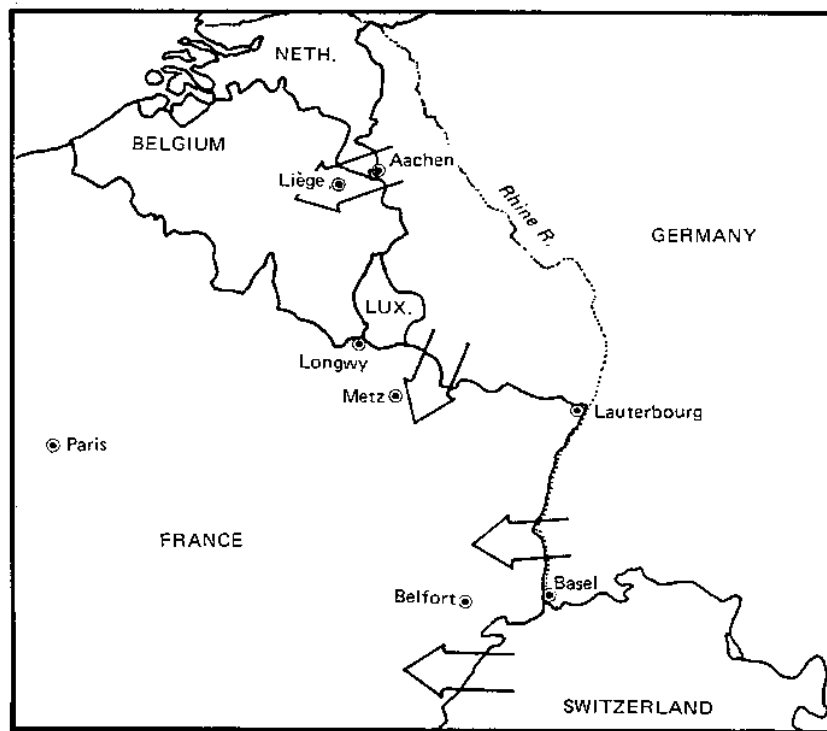 NETH.
BELGIUM
Aachen
Liège
Rhine R.
GERMANY
LUX.
Longwy
Metz
Lauterbourg
Paris
FRANCE
Basel
Belfort
SWITZERLAND